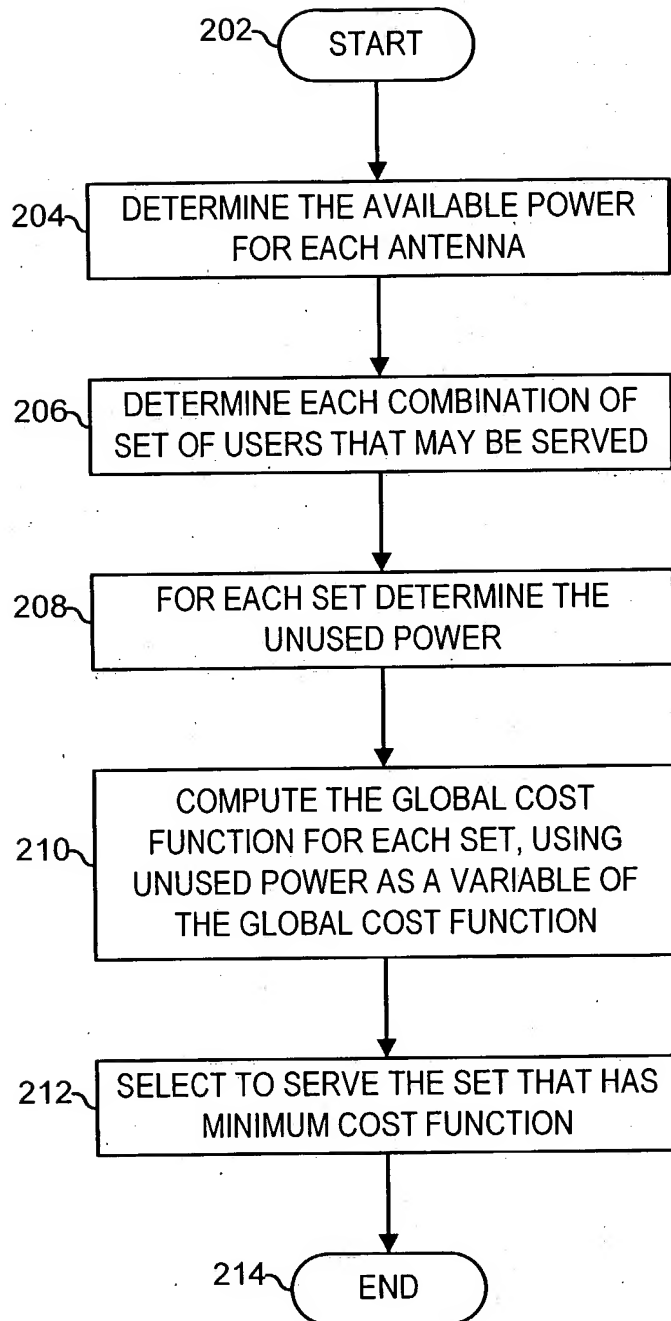 202
START
204
DETERMINE THE AVAILABLE POWER
FOR EACH ANTENNA
206
DETERMINE EACH COMBINATION OF
SET OF USERS THAT MAY BE SERVED
208
FOR EACH SET DETERMINE THE
UNUSED POWER
210
COMPUTE THE GLOBAL COST
FUNCTION FOR EACH SET, USING
UNUSED POWER AS A VARIABLE OF
THE GLOBAL COST FUNCTION
212
SELECT TO SERVE THE SET THAT HAS
MINIMUM COST FUNCTION
214
END